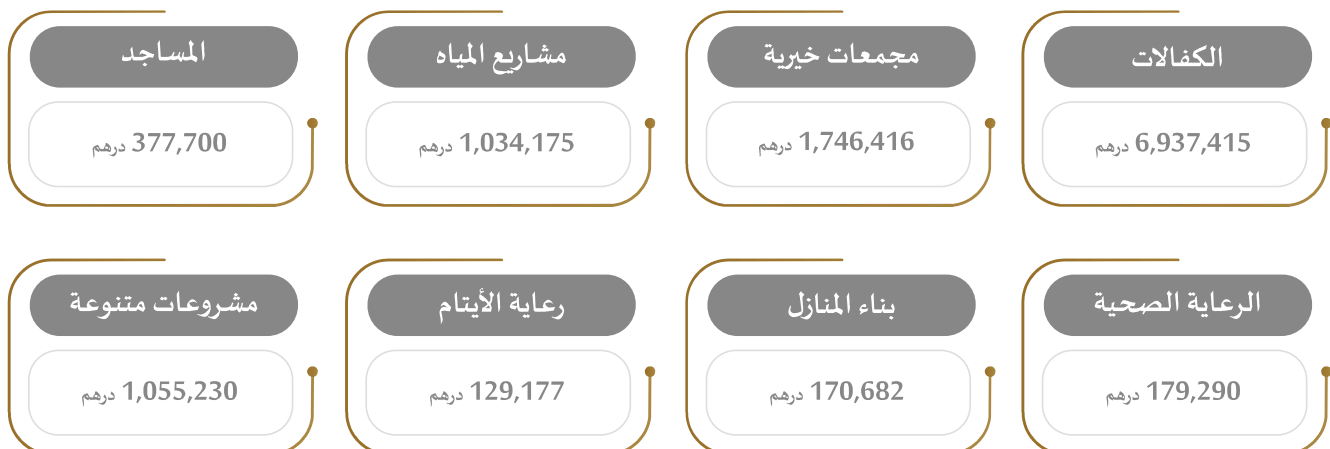 الكفالات
6,937,415 درهم
مجمعات خيرية
1,746,416 درهم
مشاريع المياه
1,034,175 درهم
المساجد
377,700 درهم
الرعاية الصحية
179,290 درهم
بناء المنازل
170,682 درهم
رعاية الأيتام
129,177 درهم
مشروعات متنوعة
1,055,230 درهم